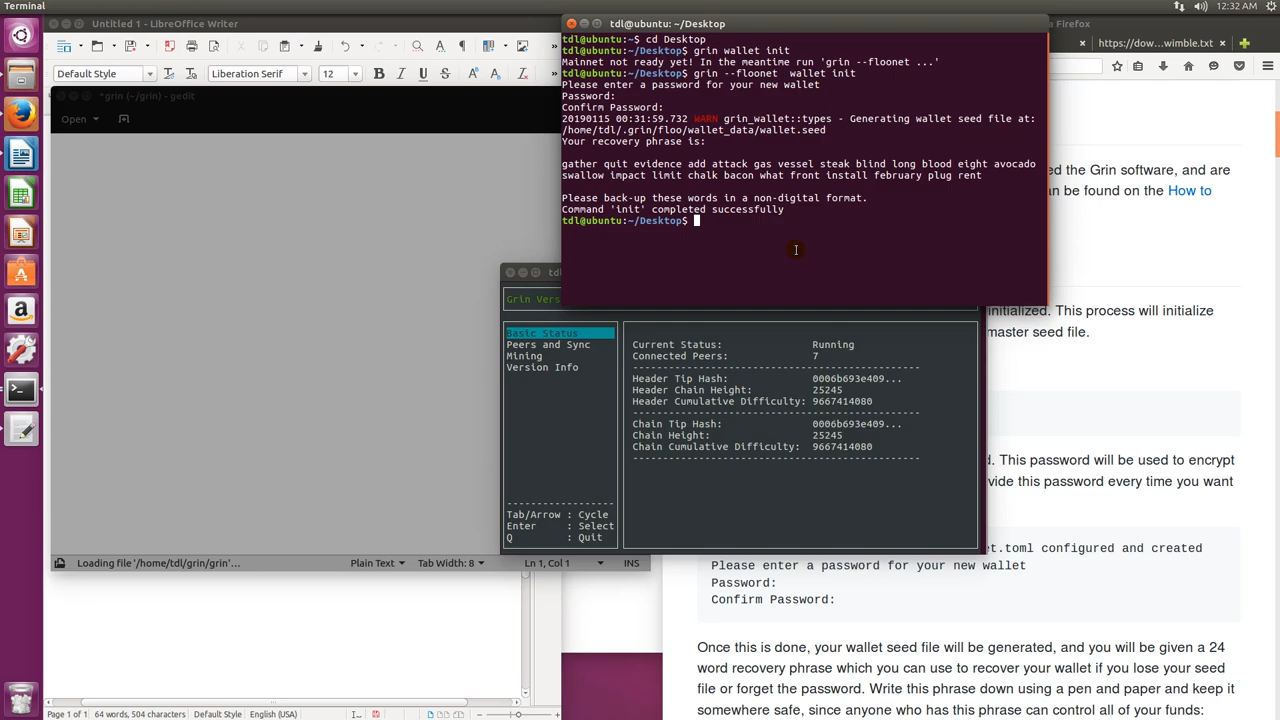 Terminal
12:32 AM
Untitled 1 - LibreOffice Writer
Default Style
Liberation Serif
12
*grin (~/grin) - gedit
Open
Loading file '/home/tdl/grin/grin'…
Plain Text
Tab Width: 8
Ln 1, Col 1
INS
Page 1 of 1
64 words, 504 characters
Default Style
English (USA)
tdl@ubuntu: ~/Desktop
tdl@ubuntu:~$ cd Desktop
tdl@ubuntu:~/Desktop$ grin wallet init
Mainnet not ready yet! In the meantime run 'grin --floonet ...'
tdl@ubuntu:~/Desktop$ grin --floonet  wallet init
Please enter a password for your new wallet
Password:
Confirm Password:
20190115 00:31:59.732 WARN grin_wallet::types - Generating wallet seed file at:
/home/tdl/.grin/floo/wallet_data/wallet.seed
Your recovery phrase is:
gather quit evidence add attack gas vessel steak blind long blood eight avocado
swallow impact limit chalk bacon what front install february plug rent
Please back-up these words in a non-digital format.
Command 'init' completed successfully
tdl@ubuntu:~/Desktop$
tdl
Grin Vers
Basic Status
Peers and Sync
Mining
Version Info
Tab/Arrow : Cycle
Enter : Select
Q : Quit
Current Status: Running
Connected Peers: 7
Header Tip Hash: 0006b693e409...
Header Chain Height: 25245
Header Cumulative Difficulty: 9667414080
Chain Tip Hash: 0006b693e409...
Chain Height: 25245
Chain Cumulative Difficulty: 9667414080
Firefox
https://dow…wimble.txt
ed the Grin software, and are
an be found on the How to
initialized. This process will initialize
master seed file.
d. This password will be used to encrypt
vide this password every time you want
et.toml configured and created
Please enter a password for your new wallet
Password:
Confirm Password:
Once this is done, your wallet seed file will be generated, and you will be given a 24
word recovery phrase which you can use to recover your wallet if you lose your seed
file or forget the password. Write this phrase down using a pen and paper and keep it
somewhere safe, since anyone who has this phrase can control all of your funds: